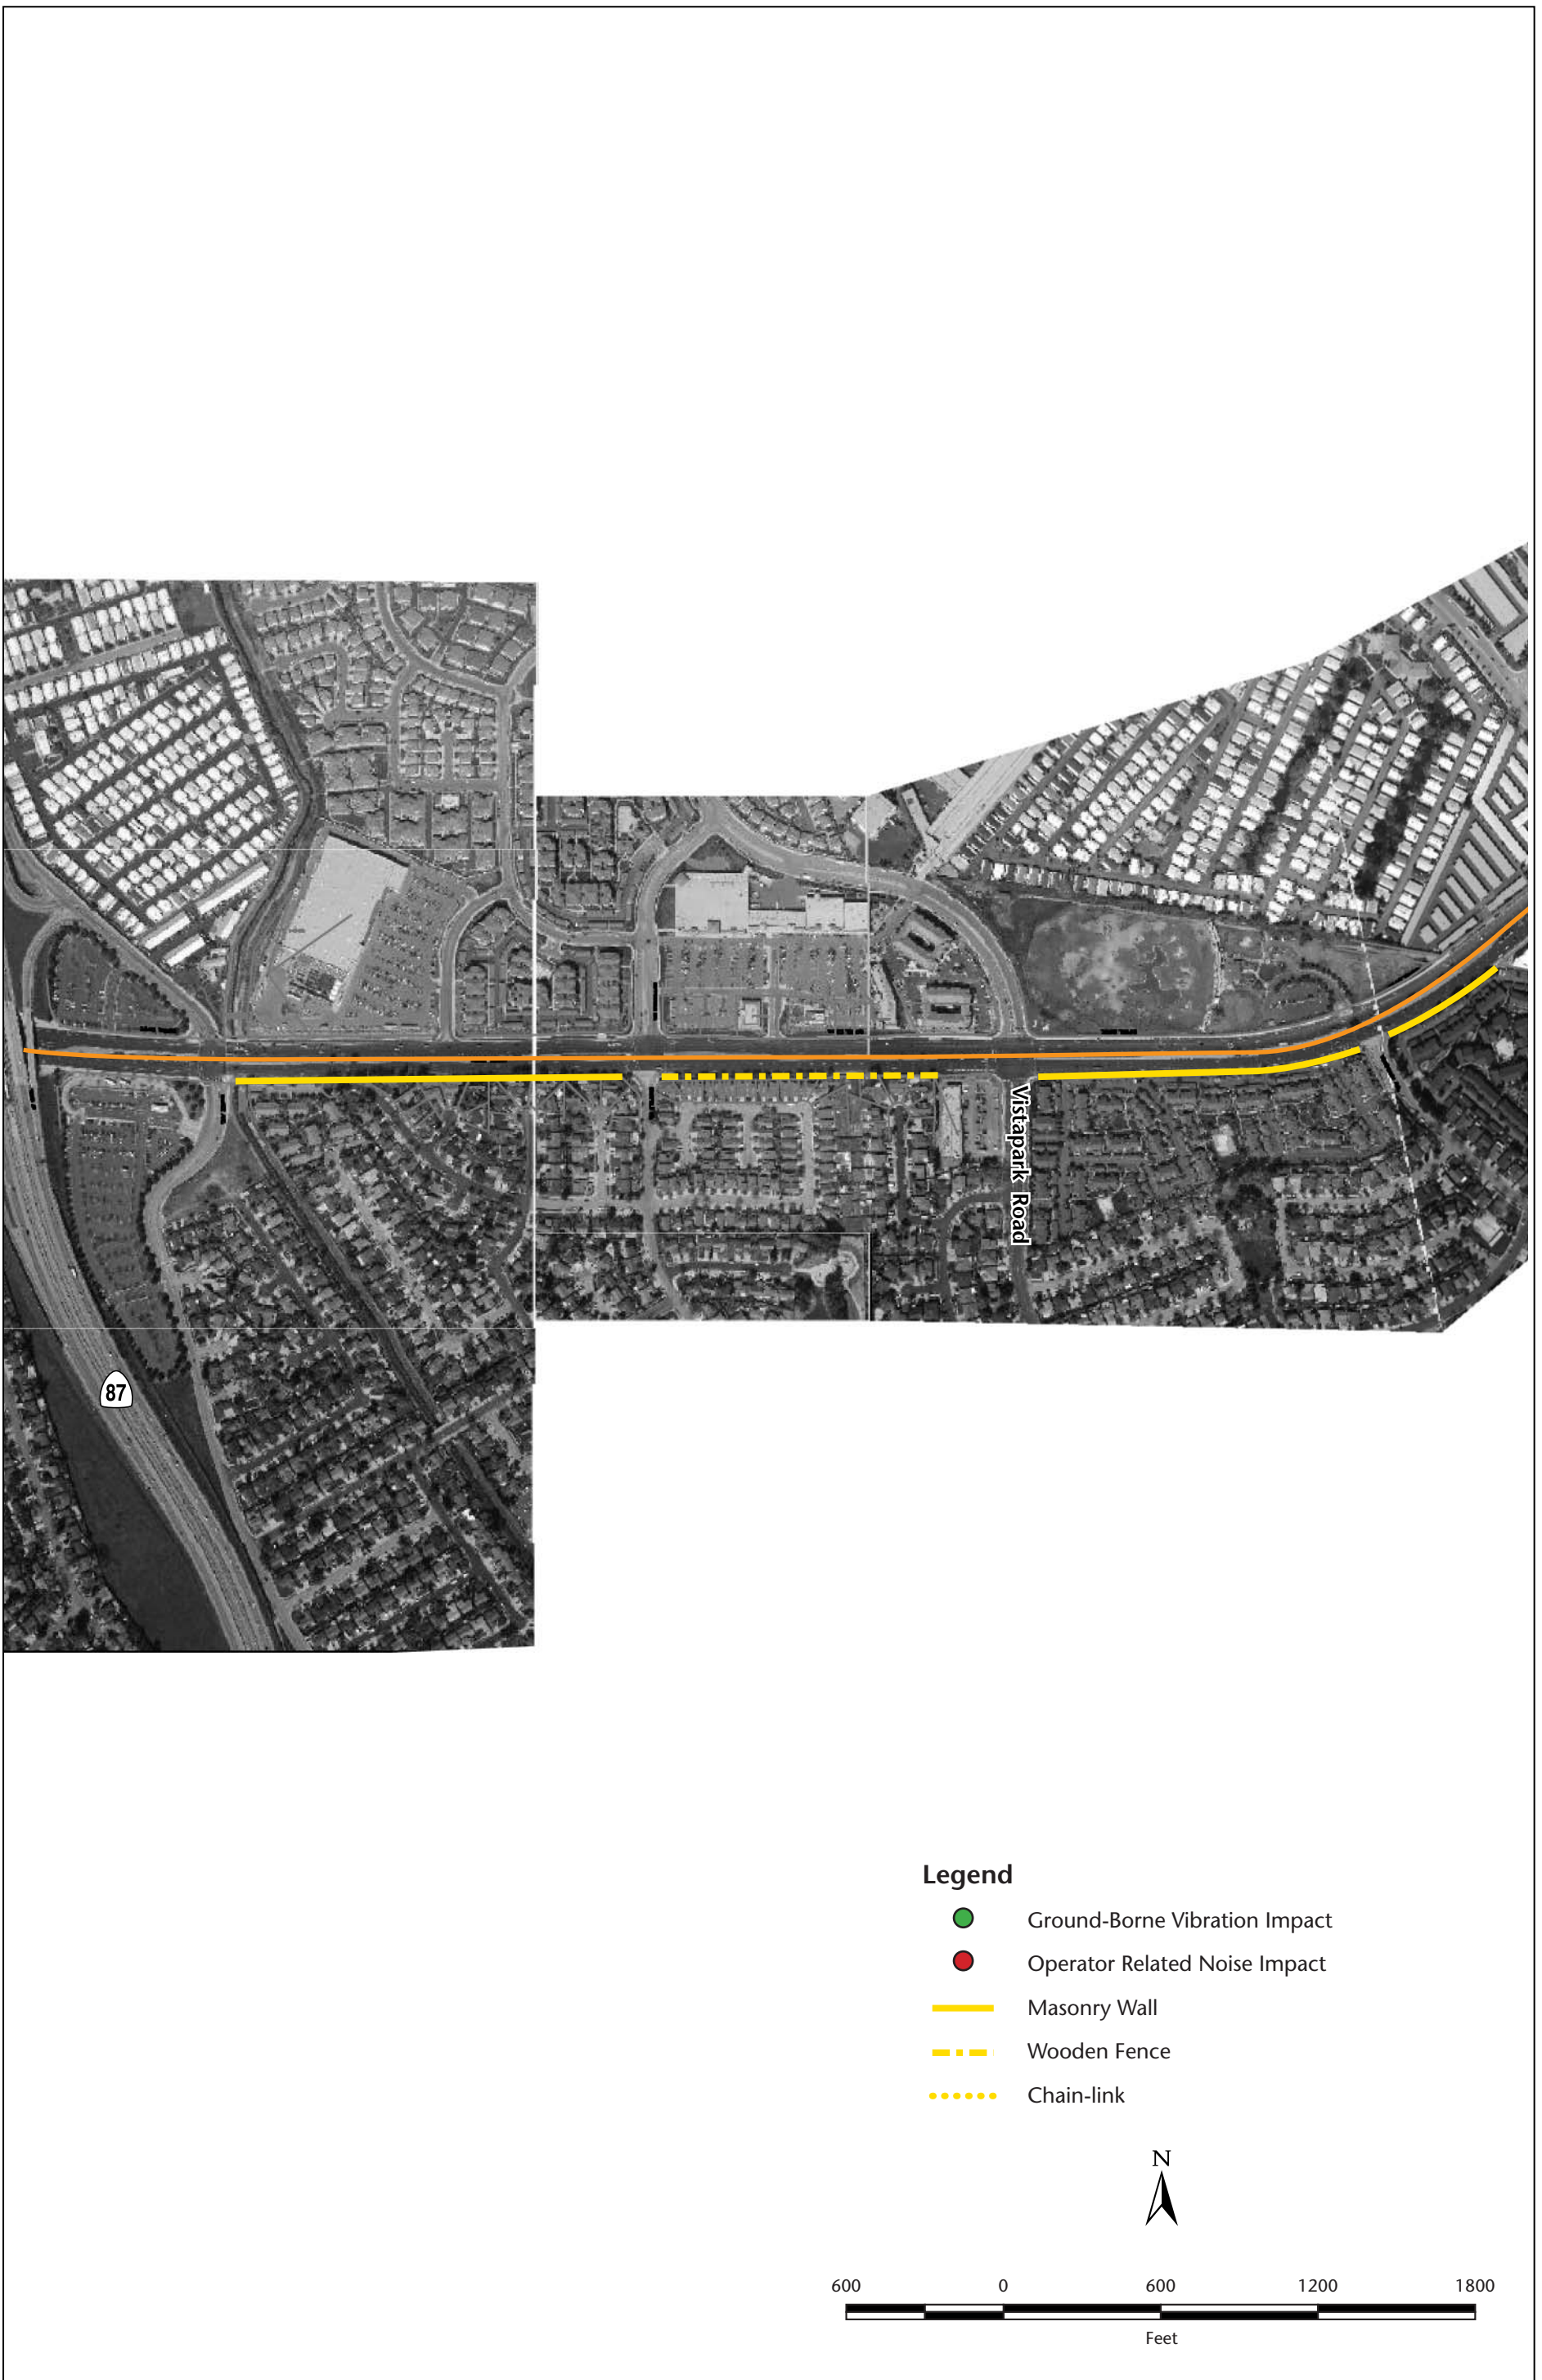 Vistapark Road
87
Legend
Ground-Borne Vibration Impact
Operator Related Noise Impact
Masonry Wall
Wooden Fence
Chain-link
N
600 0 600 1200 1800
Feet